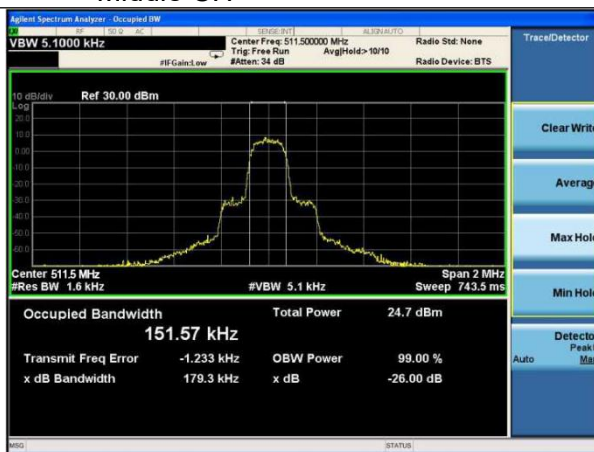 Agilent Spectrum Analyzer - Occupied BW
RF 50 Ω AC SENSE:INT ALIGN AUTO
VBW 5.1000 kHz
Center Freq: 511.500000 MHz
Radio Std: None
Trig: Free Run Avg|Hold:> 10/10
#IFGain:Low #Atten: 34 dB
Radio Device: BTS
Trace/Detector
10 dB/div Ref 30.00 dBm
Log
20.0
10.0
0.00
-10.0
-20.0
-30.0
-40.0
-50.0
-60.0
Clear Write
Average
Max Hold
Min Hold
Center 511.5 MHz Span 2 MHz
#Res BW 1.6 kHz #VBW 5.1 kHz Sweep 743.5 ms
Occupied Bandwidth Total Power 24.7 dBm
151.57 kHz
Transmit Freq Error -1.233 kHz OBW Power 99.00 %
x dB Bandwidth 179.3 kHz x dB -26.00 dB
Detector
Peak
Auto Ma
MSG STATUS